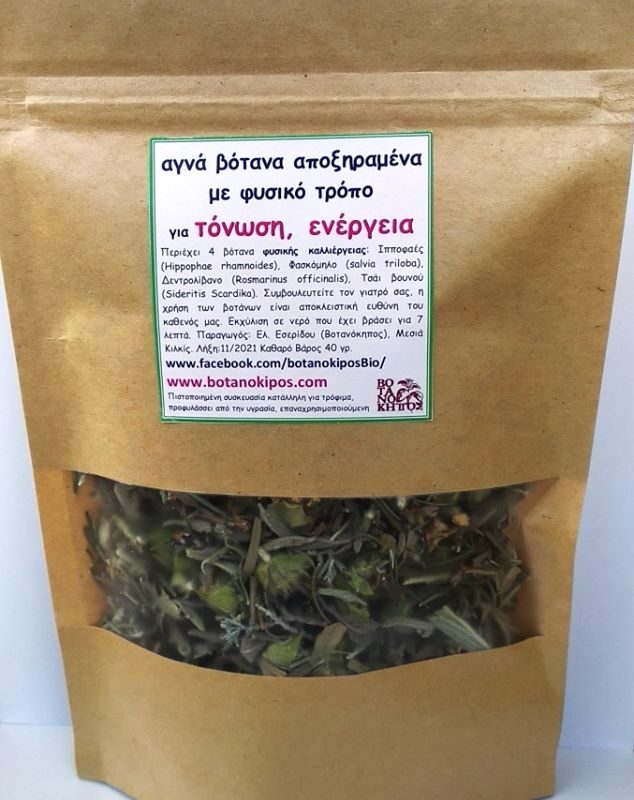 αγνά βότανα αποξηραμένα
με φυσικό τρόπο
για τόνωση, ενέργεια
Περιέχει 4 βότανα φυσικής καλλιέργειας: Ιπποφαές
(Hippophae rhamnoides), Φασκόμηλο (salvia triloba),
Δεντρολίβανο (Rosmarinus officinalis), Τσάι βουνού
(Sideritis Scardika). Συμβουλευτείτε τον γιατρό σας, η
χρήση των βοτάνων είναι αποκλειστική ευθύνη του
καθενός μας. Εκχύλιση σε νερό που έχει βράσει για 7
λεπτά. Παραγωγός: Ελ. Εσερίδου (Βοτανόκηπος), Μεσιά
Κιλκίς. Λήξη:11/2021 Καθαρό Βάρος 40 γρ.
www.facebook.com/botanokiposBio/
www.botanokipos.com
Πιστοποιημένη συσκευασία κατάλληλη για τρόφιμα,
προφυλάσσει από την υγρασία, επαναχρησιμοποιούμενη
ΒΟ
ΤΑ
ΝΟ
ΚΗΠΟΣ